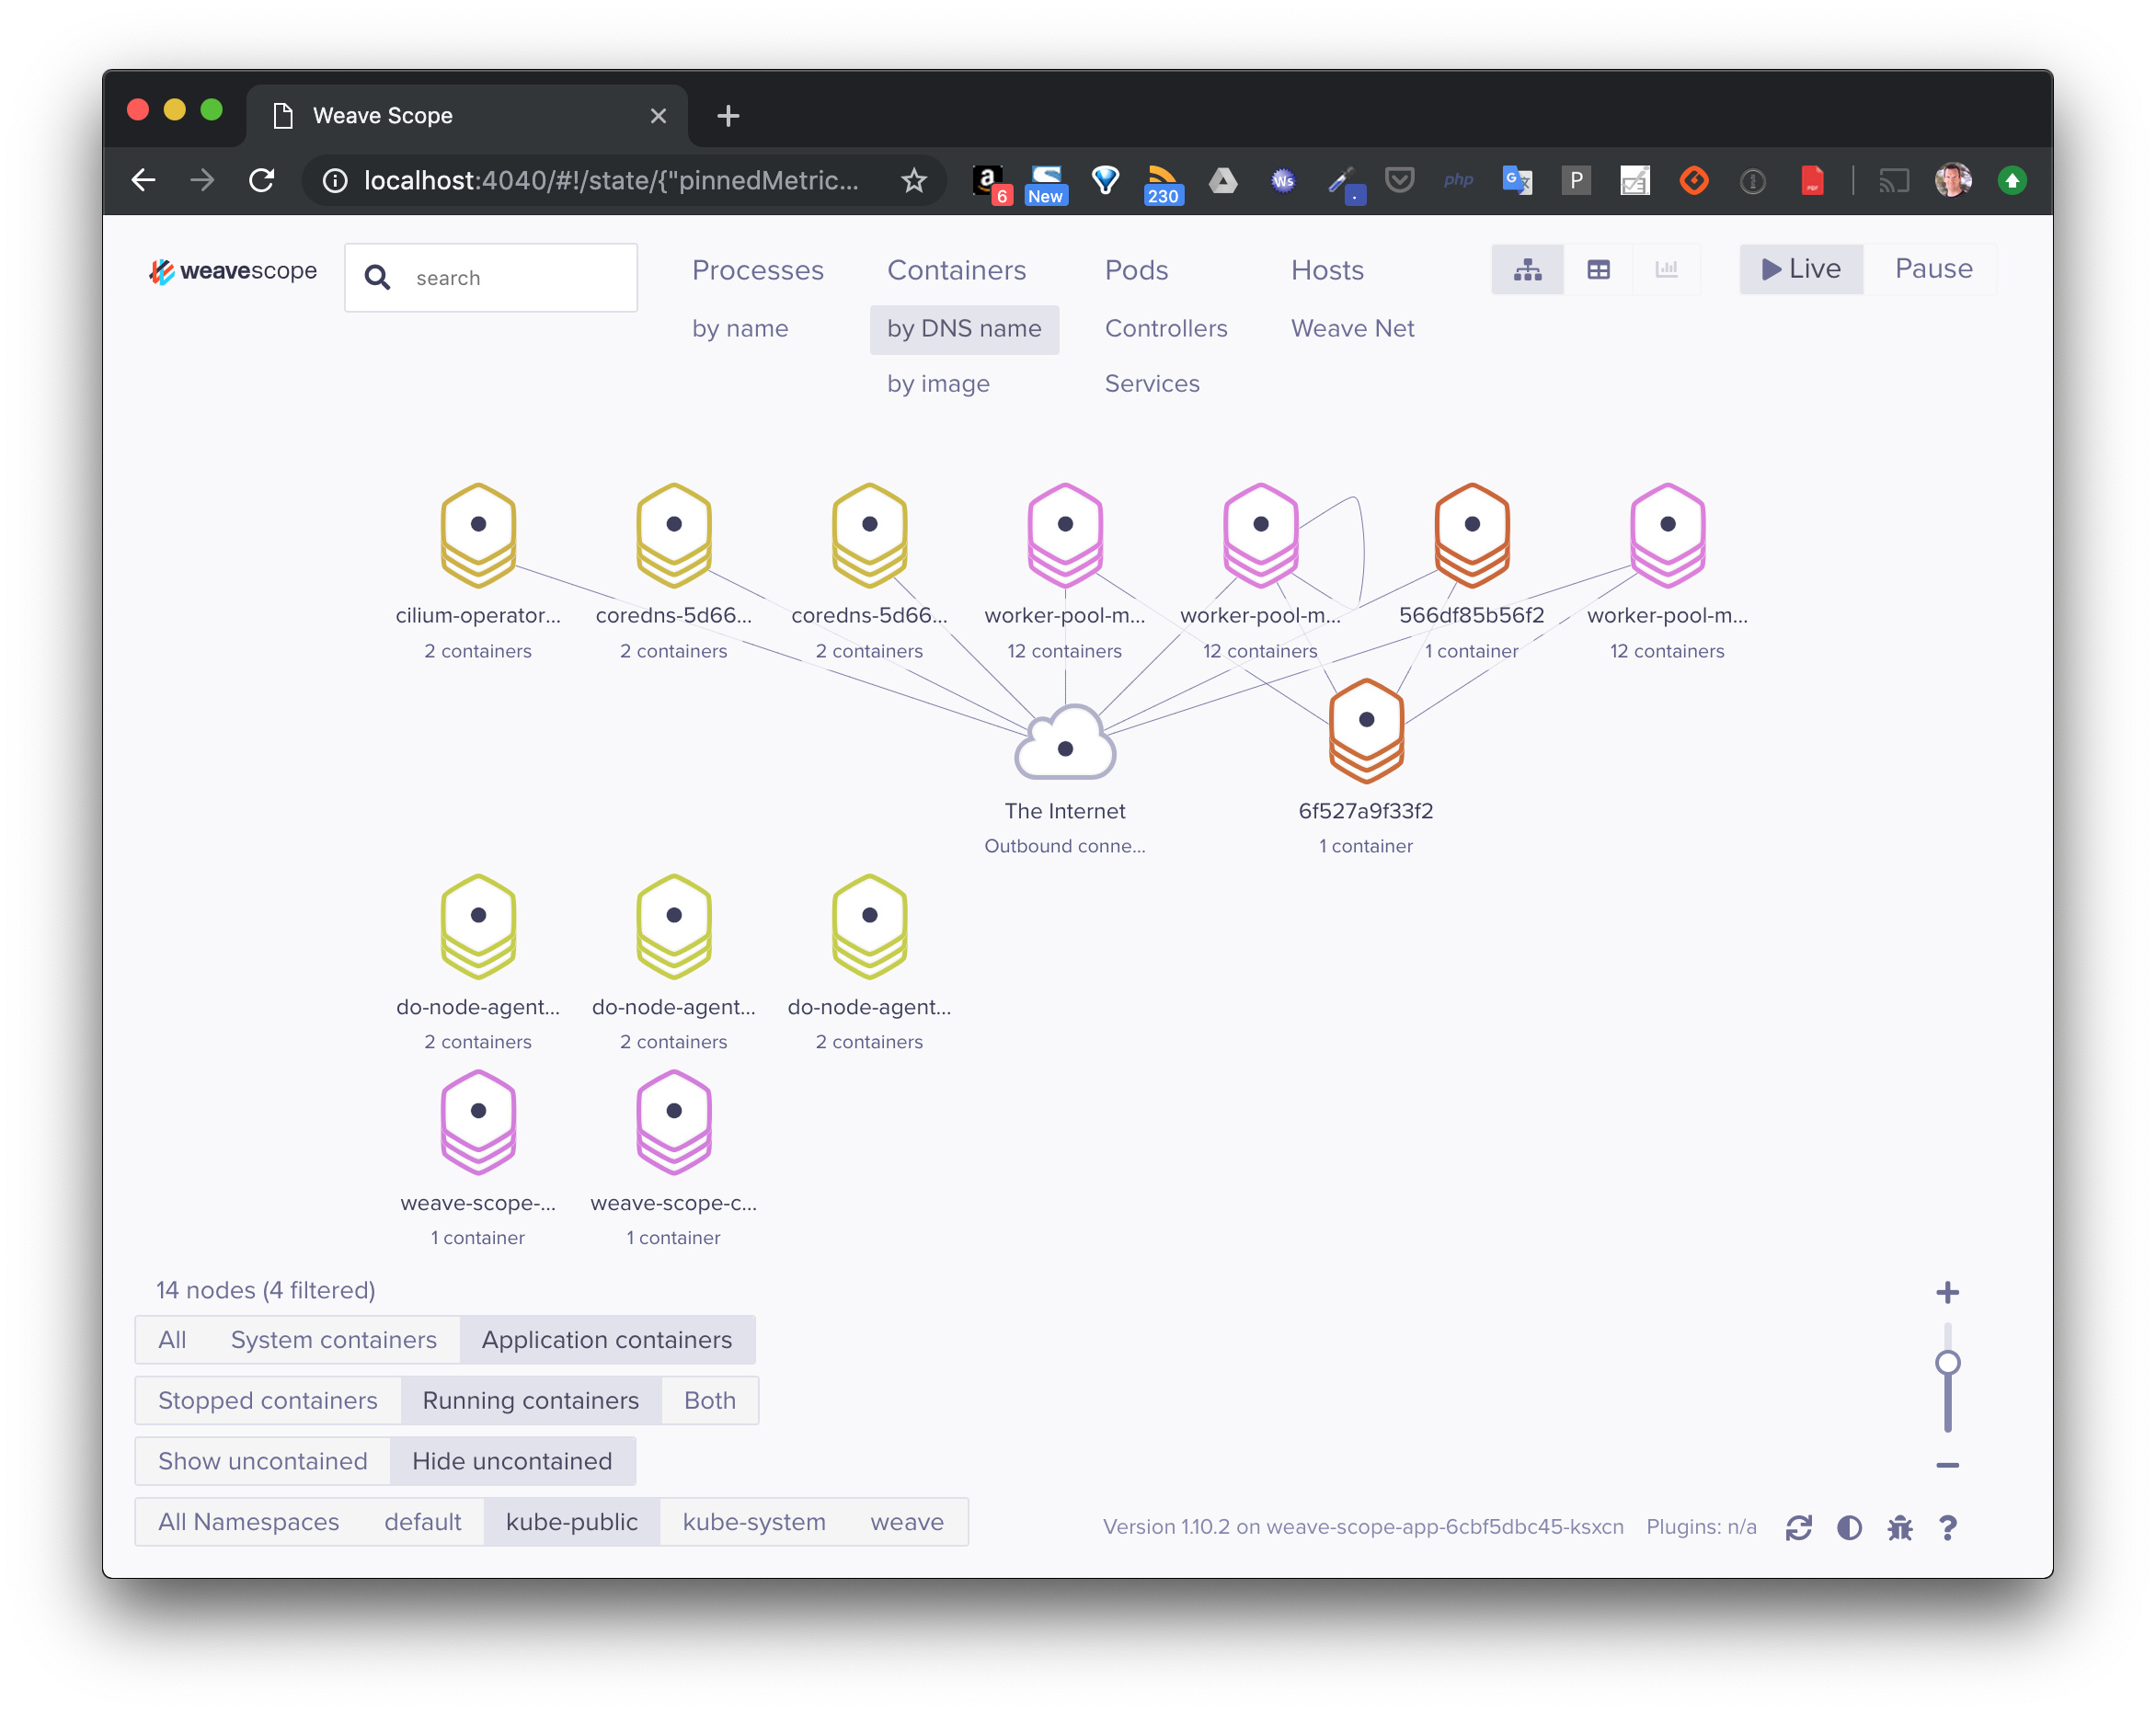 Weave Scope
localhost:4040/#!/state/{"pinnedMetric...
6
New
230
Ws
php
G
P
PDF
weavescope
search
Processes
Containers
Pods
Hosts
Live
Pause
by name
by DNS name
Controllers
Weave Net
by image
Services
cilium-operator...
coredns-5d66...
coredns-5d66...
worker-pool-m...
worker-pool-m...
566df85b56f2
worker-pool-m...
2 containers
2 containers
2 containers
12 containers
12 containers
1 container
12 containers
The Internet
6f527a9f33f2
Outbound conne...
1 container
do-node-agent...
do-node-agent...
do-node-agent...
2 containers
2 containers
2 containers
weave-scope-...
weave-scope-c...
1 container
1 container
14 nodes (4 filtered)
All
System containers
Application containers
Stopped containers
Running containers
Both
Show uncontained
Hide uncontained
All Namespaces
default
kube-public
kube-system
weave
Version 1.10.2 on weave-scope-app-6cbf5dbc45-ksxcn
Plugins: n/a